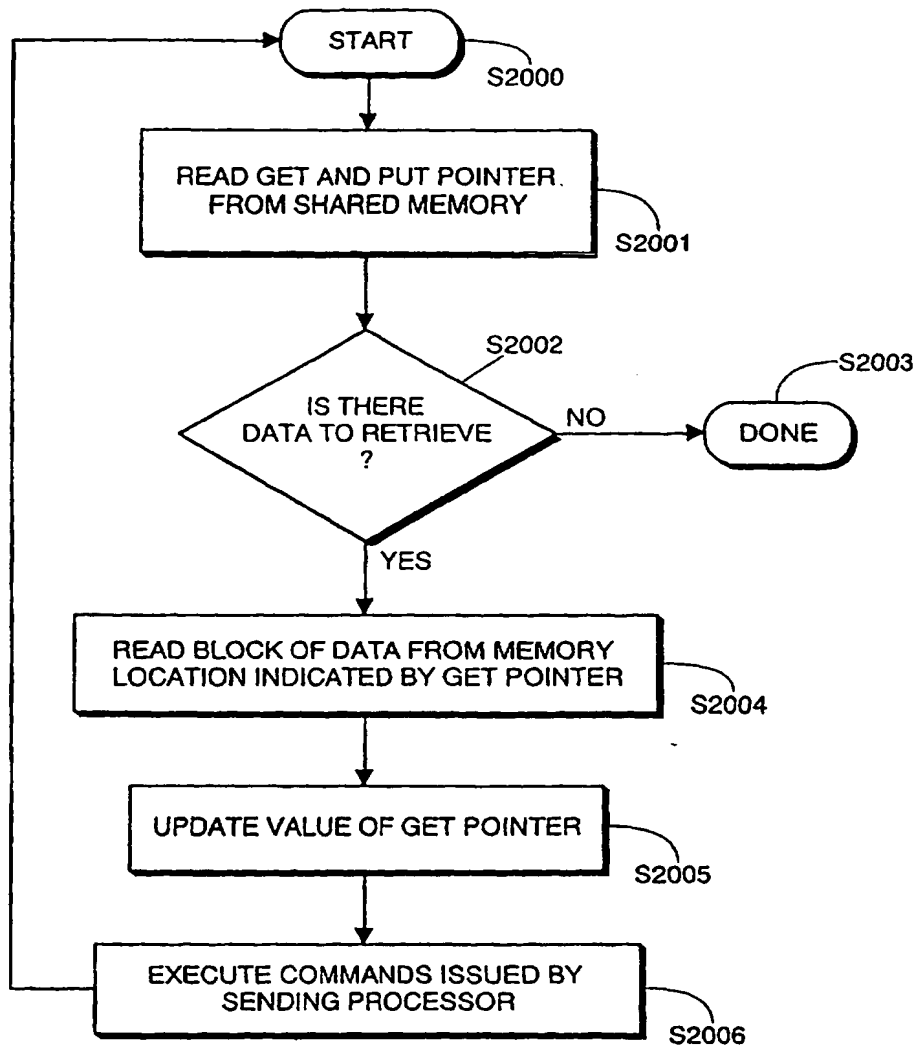 START
S2000
READ GET AND PUT POINTER
FROM SHARED MEMORY
S2001
S2002
IS THERE
DATA TO RETRIEVE
?
NO
S2003
DONE
YES
READ BLOCK OF DATA FROM MEMORY
LOCATION INDICATED BY GET POINTER
S2004
UPDATE VALUE OF GET POINTER
S2005
EXECUTE COMMANDS ISSUED BY
SENDING PROCESSOR
S2006